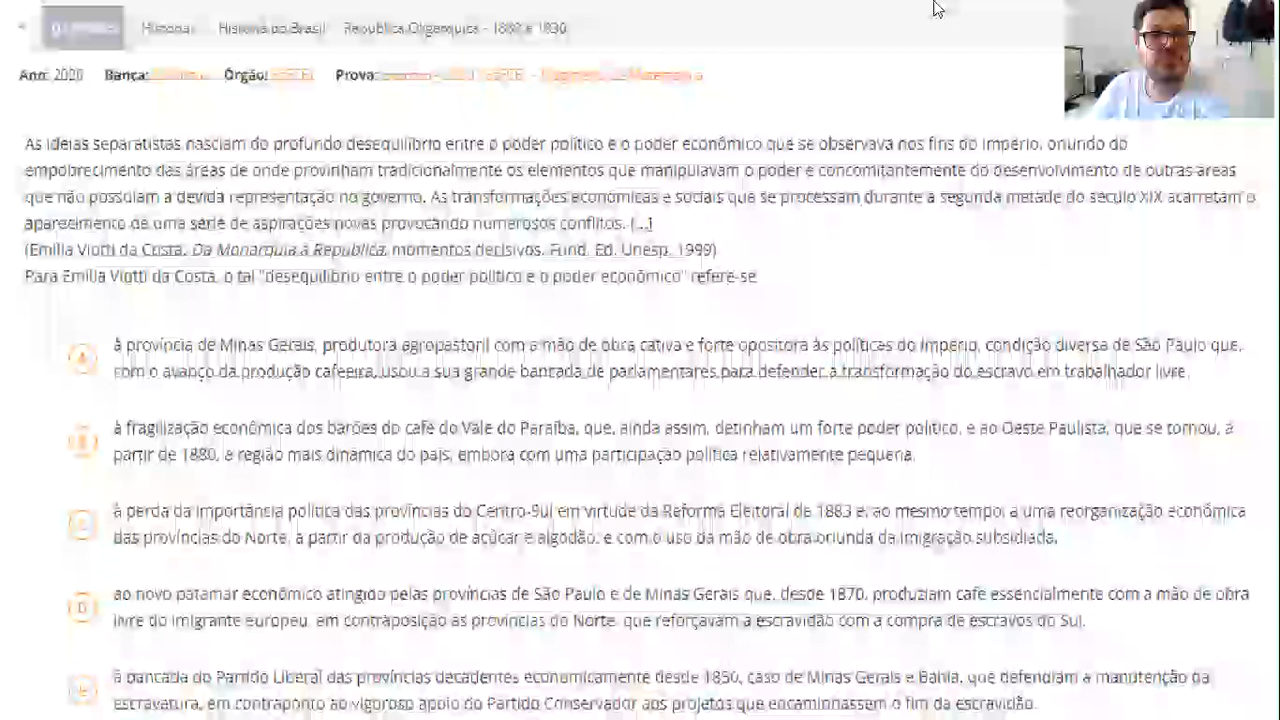 História História do Brasil República Oligárquica - 1889 a 1930
Ano: 2020 Banca: Órgão: Prova:
As ideias separatistas nasciam do profundo desequilíbrio entre o poder político e o poder econômico que se observava nos fins do Império, oriundo do
empobrecimento das áreas de onde provinham tradicionalmente os elementos que manipulavam o poder e concomitantemente do desenvolvimento de outras áreas
que não possuíam a devida representação no governo. As transformações econômicas e sociais que se processam durante a segunda metade do século XIX acarretam o
aparecimento de uma série de aspirações novas provocando numerosos conflitos. [...]
(Emília Viotti da Costa. Da Monarquia à República, momentos decisivos. Fund. Ed. Unesp, 1999)
Para Emília Viotti da Costa, o tal "desequilíbrio entre o poder político e o poder econômico" refere-se
A à província de Minas Gerais, produtora agropastoril com a mão de obra cativa e forte opositora às políticas do Império, condição diversa de São Paulo que,
com o avanço da produção cafeeira, usou a sua grande bancada de parlamentares para defender a transformação do escravo em trabalhador livre.
B à fragilização econômica dos barões do café do Vale do Paraíba, que, ainda assim, detinham um forte poder político, e ao Oeste Paulista, que se tornou, a
partir de 1880, a região mais dinâmica do país, embora com uma participação política relativamente pequena.
C à perda da importância política das províncias do Centro-Sul em virtude da Reforma Eleitoral de 1883 e, ao mesmo tempo, a uma reorganização econômica
das províncias do Norte, a partir da produção de açúcar e algodão, e com o uso da mão de obra oriunda da imigração subsidiada.
D ao novo patamar econômico atingido pelas províncias de São Paulo e de Minas Gerais que, desde 1870, produziam café essencialmente com a mão de obra
livre do imigrante europeu, em contraposição às províncias do Norte, que reforçavam a escravidão com a compra de escravos do Sul.
E à bancada do Partido Liberal das províncias decadentes economicamente desde 1850, caso de Minas Gerais e Bahia, que defendiam a manutenção da
escravatura, em contraponto ao vigoroso apoio do Partido Conservador aos projetos que encaminhassem o fim da escravidão.